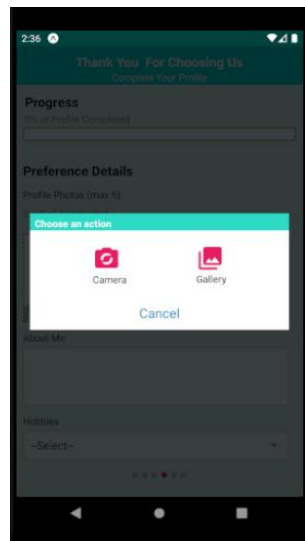 2:36
Thank You For Choosing Us
Complete Your Profile
Progress
0% of Profile Completed
Preference Details
Profile Photos (max 5)
Choose an action
Camera
Gallery
Cancel
About Me
Hobbies
--Select--